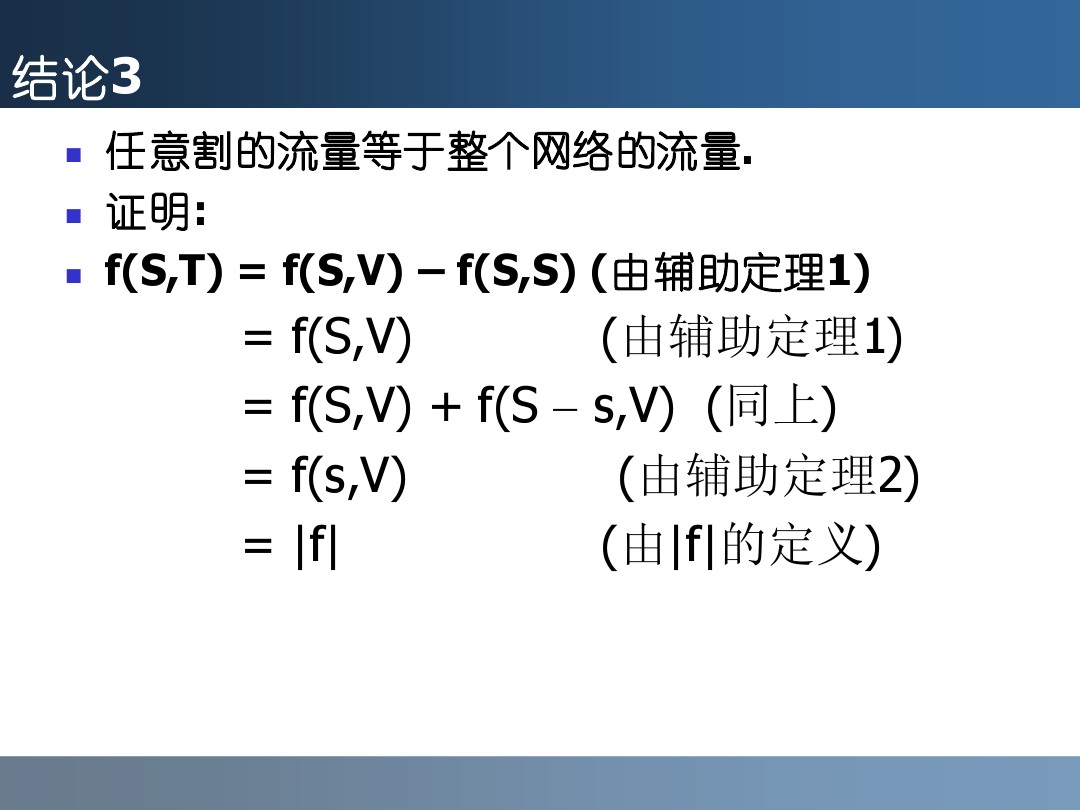 结论3
任意割的流量等于整个网络的流量.
证明:
f(S,T) = f(S,V) – f(S,S) (由辅助定理1)
= f(S,V) (由辅助定理1)
= f(S,V) + f(S – s,V) (同上)
= f(s,V) (由辅助定理2)
= |f| (由|f|的定义)